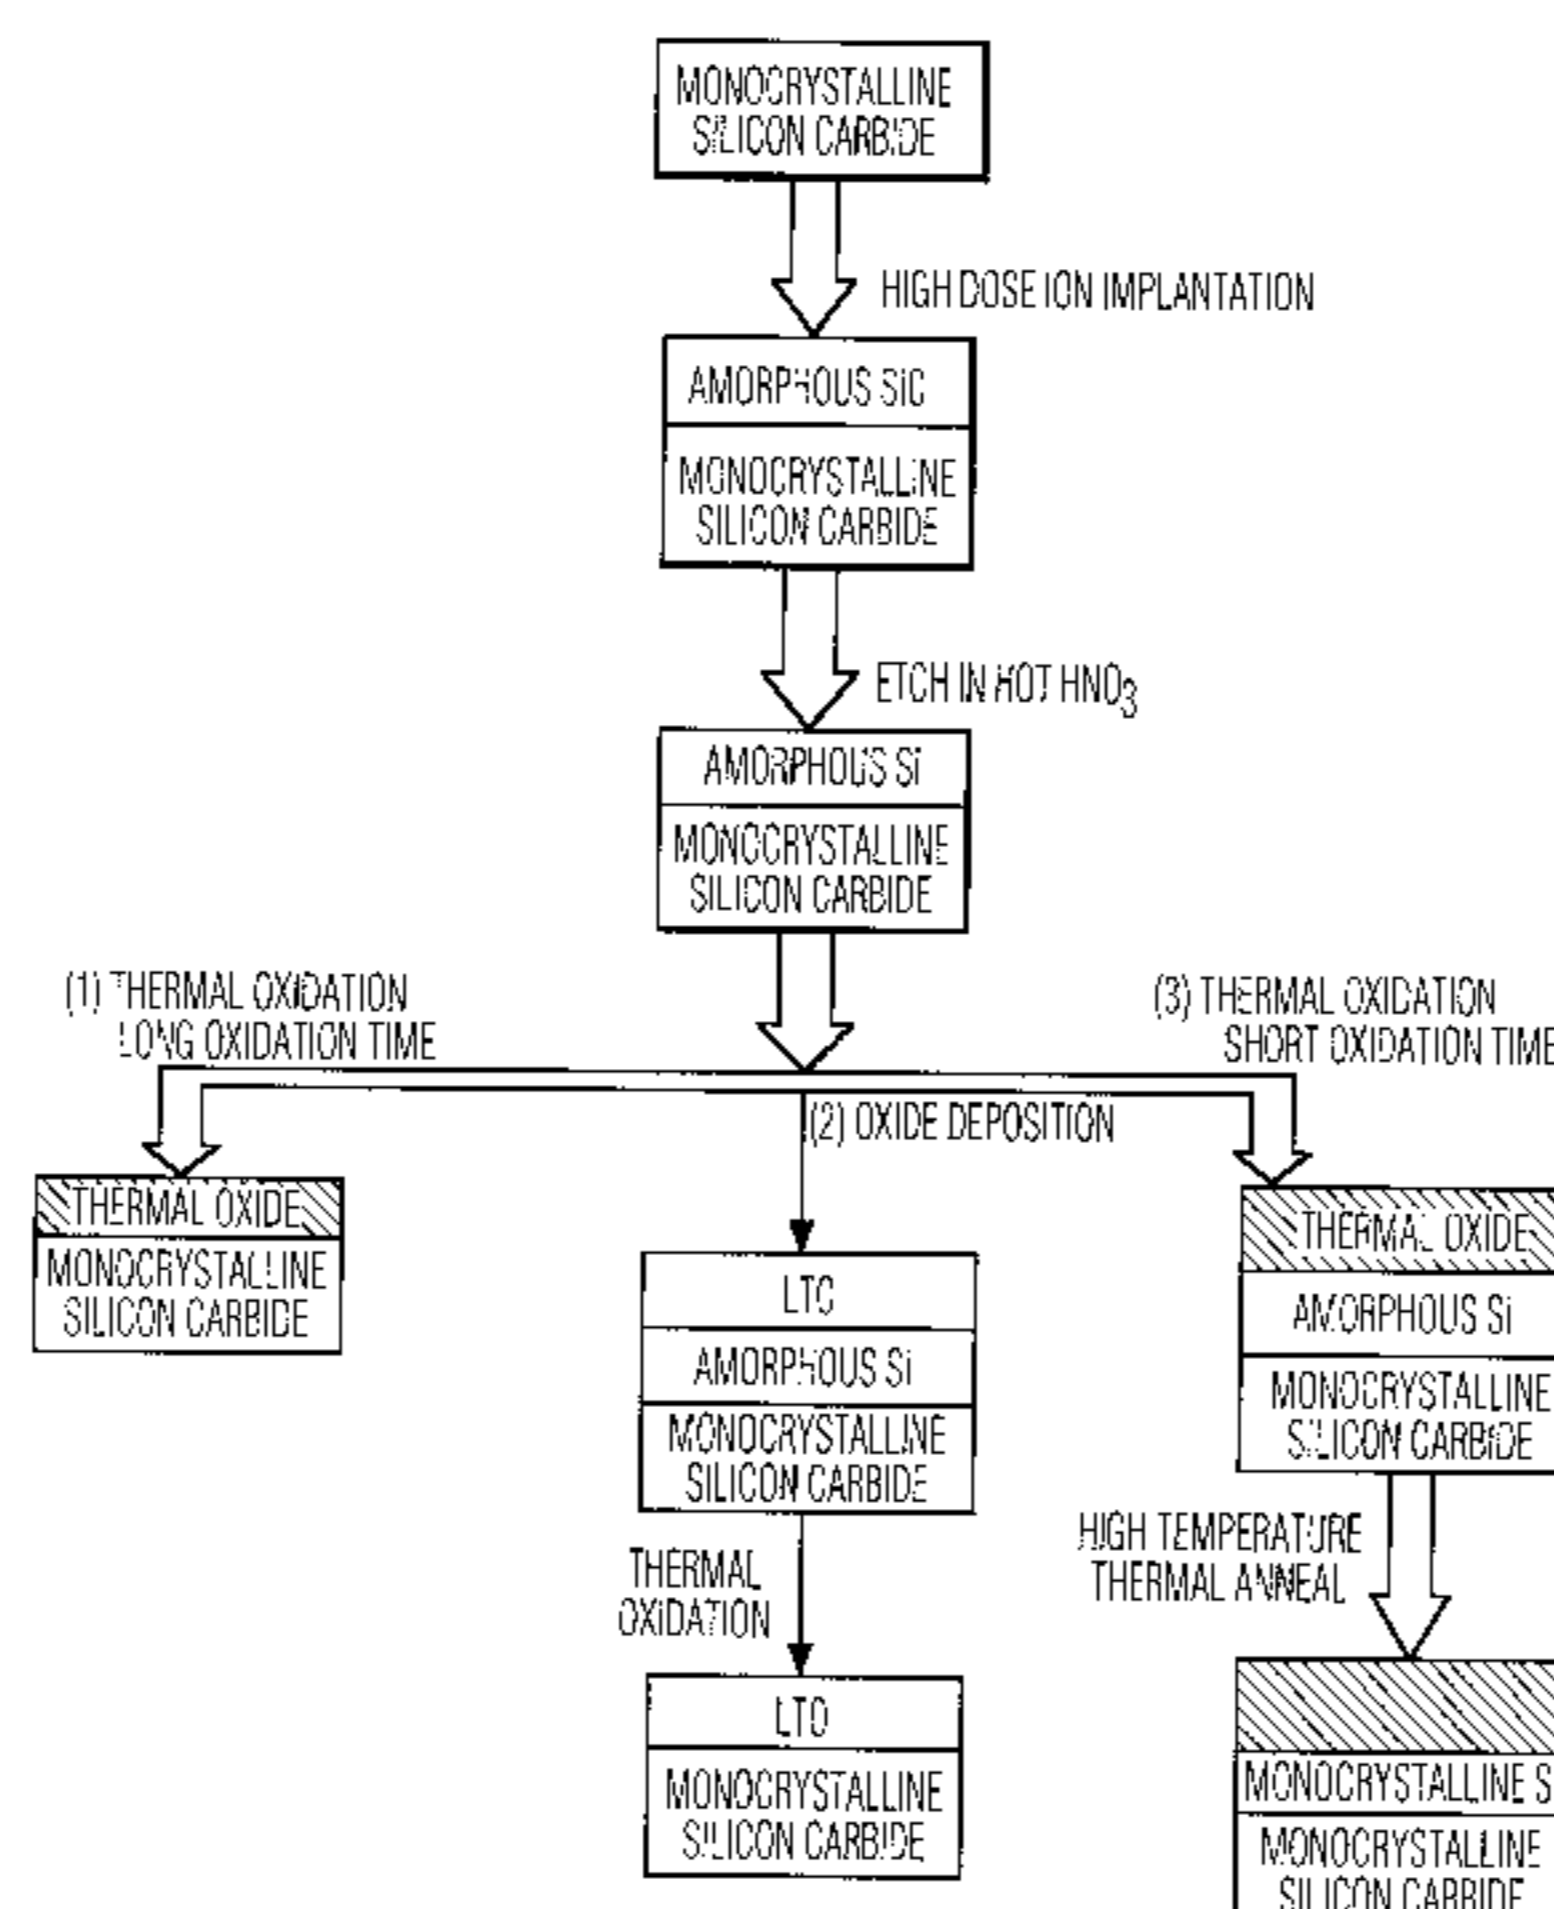 MONOCRYSTALLINE
SILICON CARBIDE
HIGH DOSE ION IMPLANTATION
AMORPHOUS SiC
MONOCRYSTALLINE
SILICON CARBIDE
ETCH IN HOT HNO3
AMORPHOUS Si
MONOCRYSTALLINE
SILICON CARBIDE
(1) THERMAL OXIDATION
LONG OXIDATION TIME
(3) THERMAL OXIDATION
SHORT OXIDATION TIME
(2) OXIDE DEPOSITION
THERMAL OXIDE
MONOCRYSTALLINE
SILICON CARBIDE
LTO
AMORPHOUS Si
MONOCRYSTALLINE
SILICON CARBIDE
THERMAL OXIDE
AMORPHOUS Si
MONOCRYSTALLINE
SILICON CARBIDE
THERMAL
OXIDATION
HIGH TEMPERATURE
THERMAL ANNEAL
LTO
MONOCRYSTALLINE
SILICON CARBIDE
MONOCRYSTALLINE S
MONOCRYSTALLINE
SILICON CARBIDE